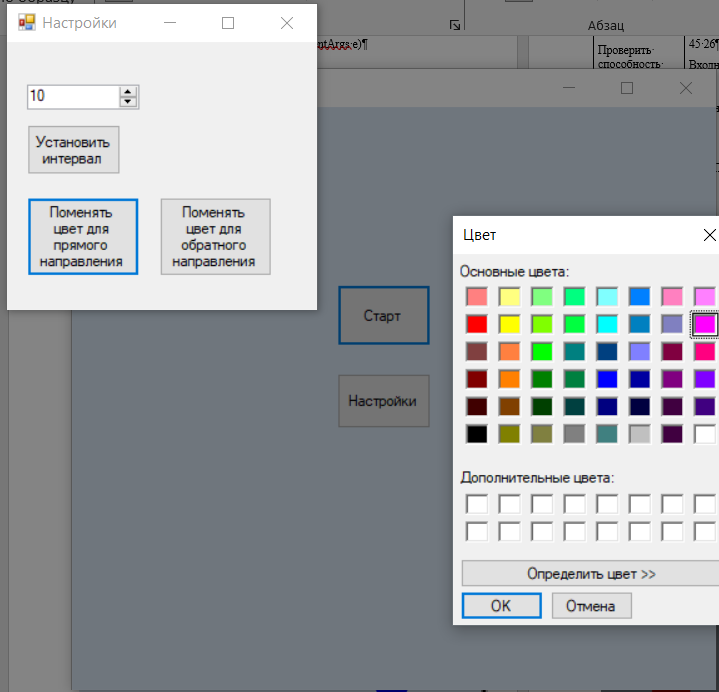 Настройки
10
Установить
интервал
Поменять
цвет для
прямого
направления
Поменять
цвет для
обратного
направления
ntArgs·e)¶
Абзац
Проверить·
способность·
45·26¶
Входн
Старт
Настройки
Цвет
Основные цвета:
Дополнительные цвета:
Определить цвет >>
OK
Отмена